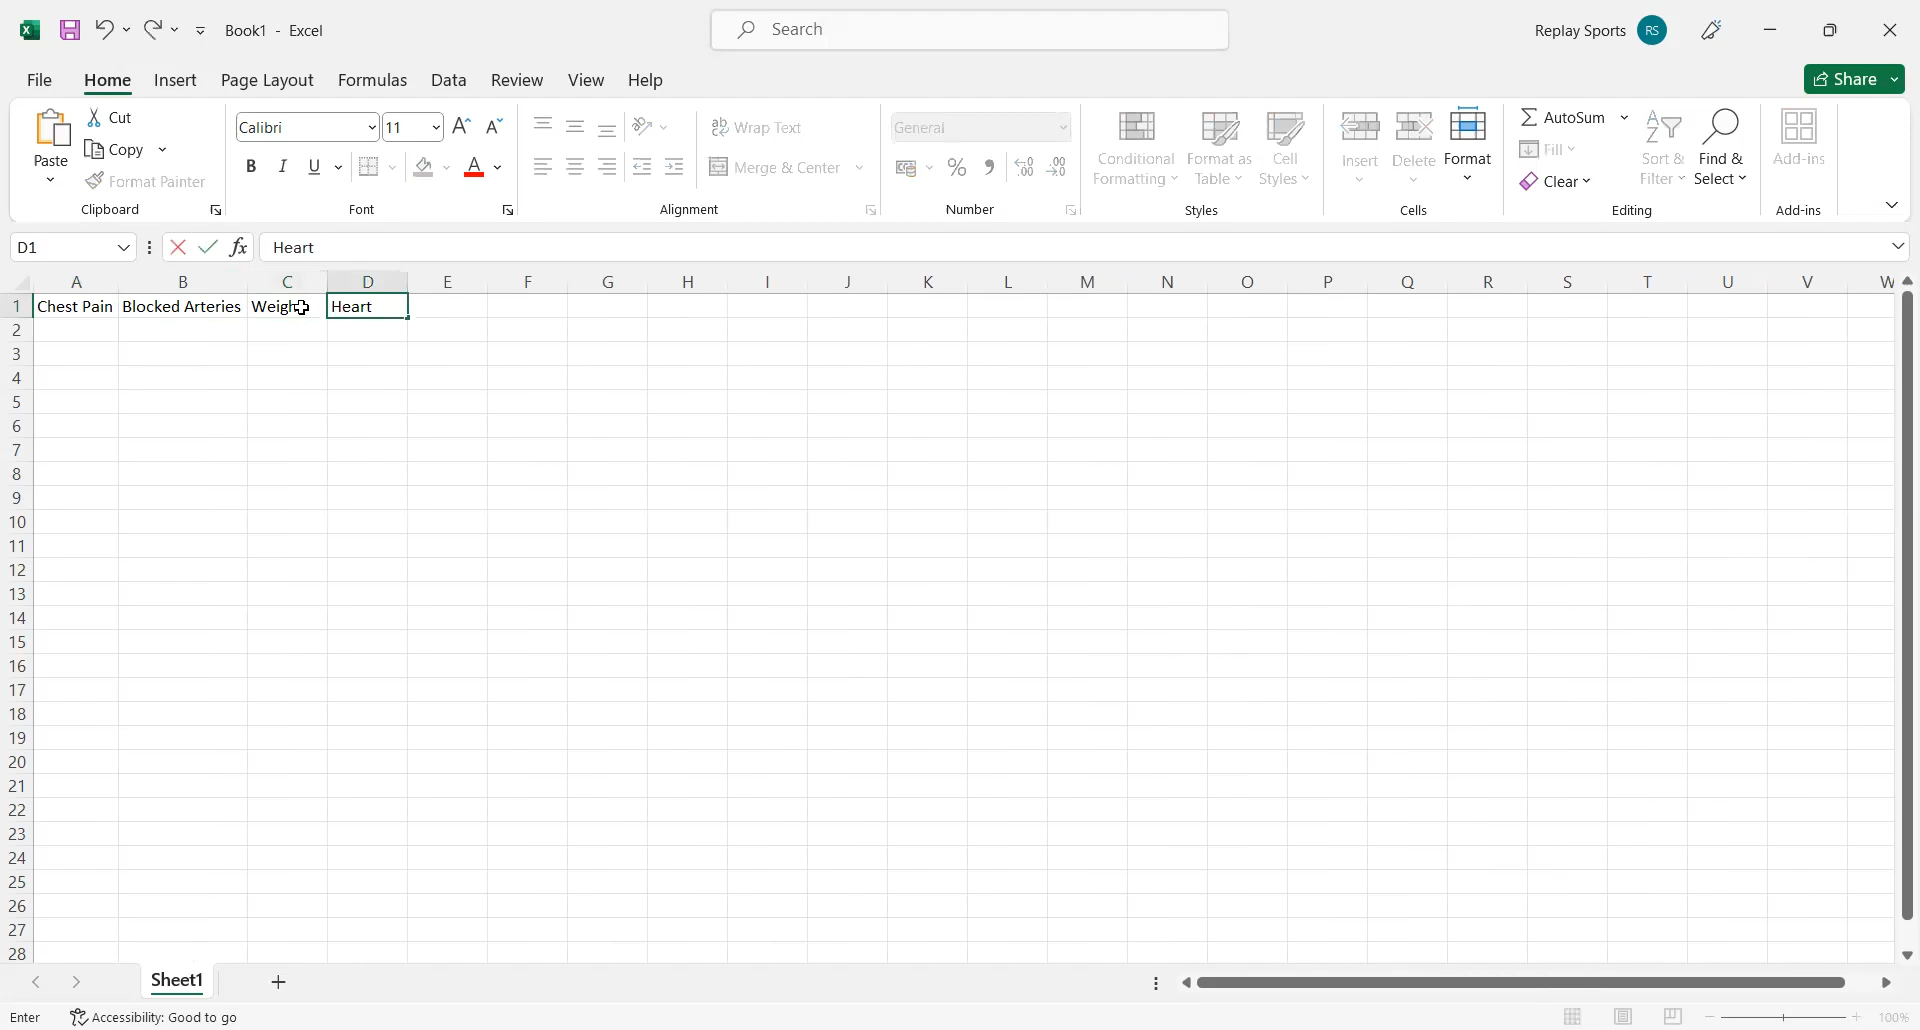 Book1 - Excel
Search
Replay Sports
RS
Share
File
Home
Insert
Page Layout
Formulas
Data
Review
View
Help
Paste
Cut
Copy
Format Painter
Clipboard
Calibri
11
B
I
U
Font
Wrap Text
Merge & Center
Alignment
General
Number
Conditional
Formatting
Format as
Table
Cell
Styles
Styles
Insert
Delete
Format
Cells
AutoSum
Fill
Clear
Sort &
Filter
Find &
Select
Editing
Add-ins
Add-ins
D1
fx
Heart
A B C D E F G H I J K L M N O P Q R S T U V W
1 Chest Pain Blocked Arteries Weight Heart
2
3
4
5
6
7
8
9
10
11
12
13
14
15
16
17
18
19
20
21
22
23
24
25
26
27
28
Sheet1
Enter
Accessibility: Good to go
100%